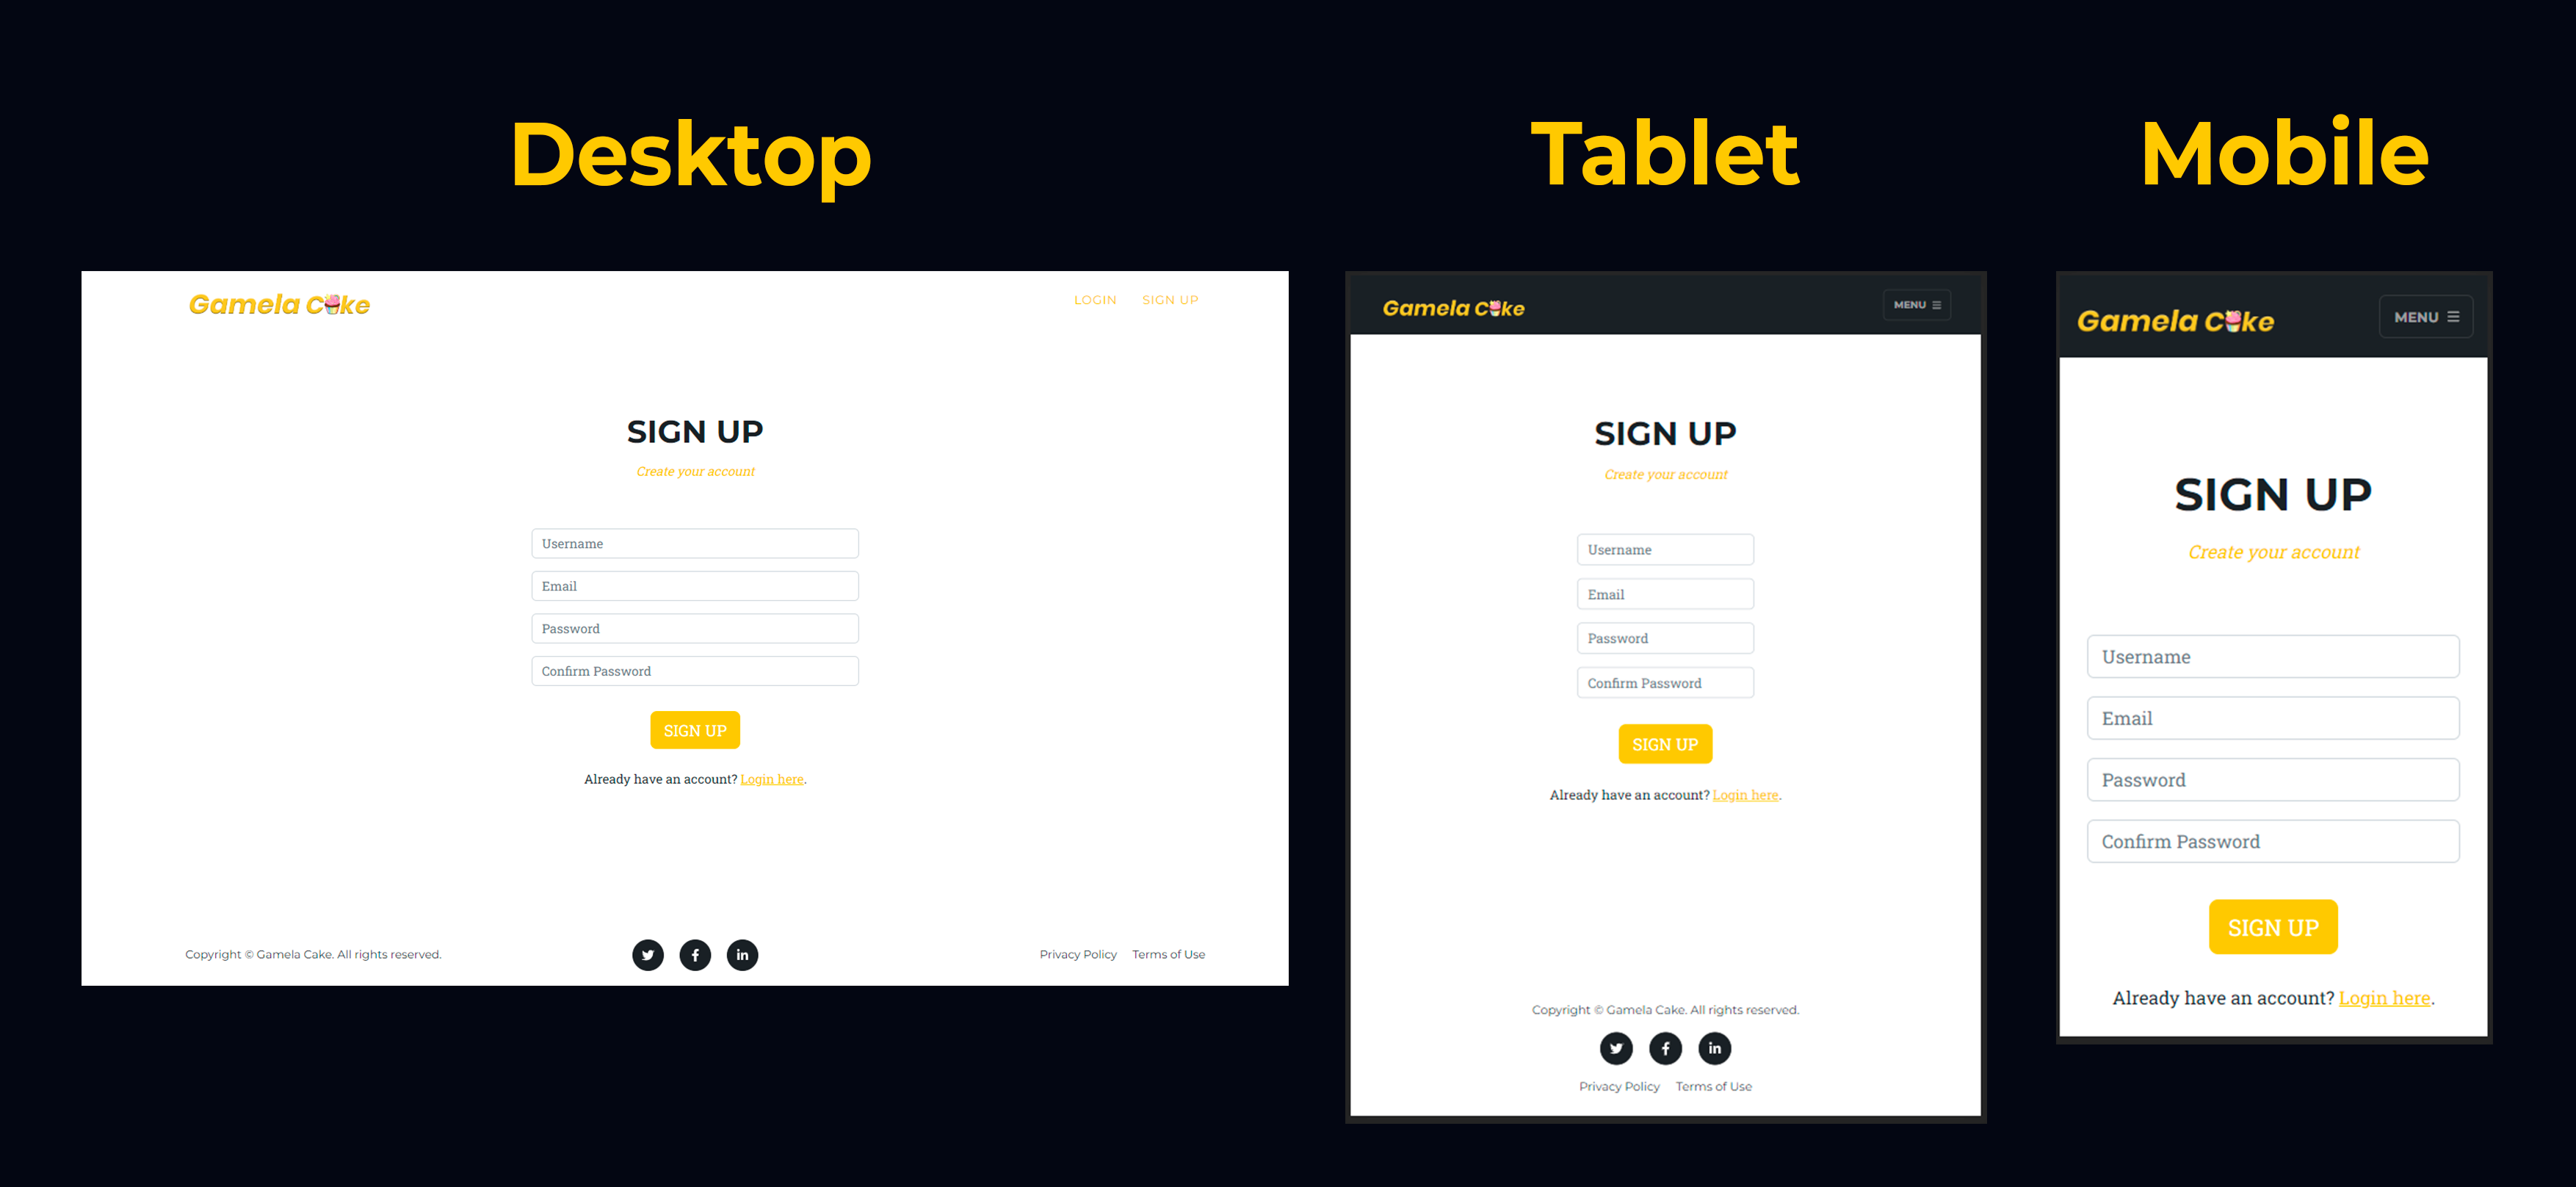 Desktop
Gamela Cake
LOGIN SIGN UP
SIGN UP
Create your account
Username
Email
Password
Confirm Password
SIGN UP
Already have an account? Login here.
Copyright © Gamela Cake. All rights reserved.
Privacy Policy Terms of Use
Tablet
Gamela Cake
MENU
SIGN UP
Create your account
Username
Email
Password
Confirm Password
SIGN UP
Already have an account? Login here.
Copyright © Gamela Cake. All rights reserved.
Privacy Policy Terms of Use
Mobile
Gamela Cake
MENU
SIGN UP
Create your account
Username
Email
Password
Confirm Password
SIGN UP
Already have an account? Login here.